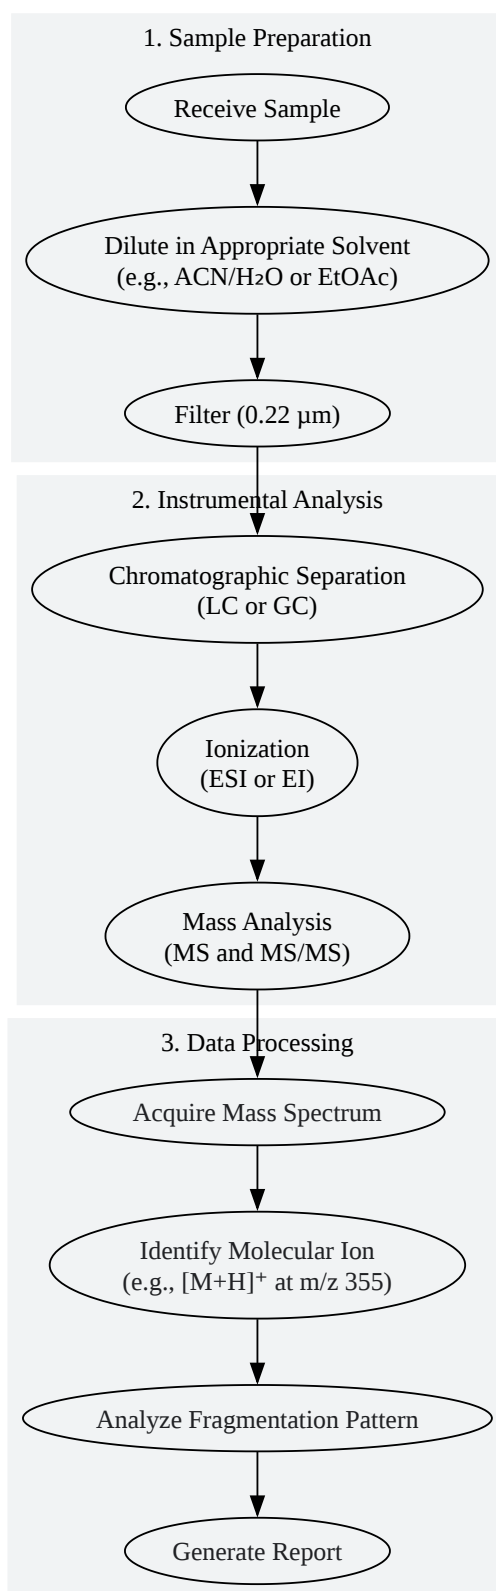 1. Sample Preparation
Receive Sample
Dilute in Appropriate Solvent
(e.g., ACN/H₂O or EtOAc)
Filter (0.22 µm)
2. Instrumental Analysis
Chromatographic Separation
(LC or GC)
Ionization
(ESI or EI)
Mass Analysis
(MS and MS/MS)
3. Data Processing
Acquire Mass Spectrum
Identify Molecular Ion
(e.g., [M+H]⁺ at m/z 355)
Analyze Fragmentation Pattern
Generate Report